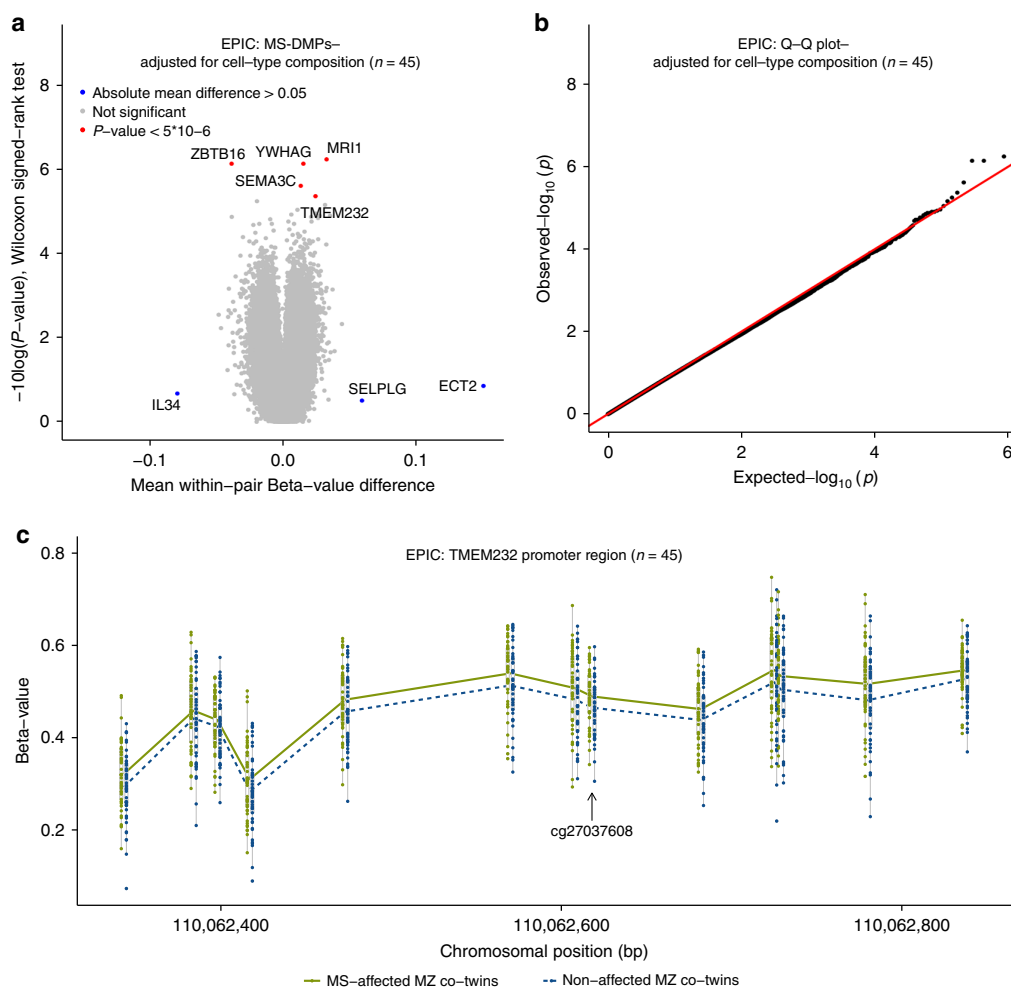 a
EPIC: MS-DMPs–
adjusted for cell–type composition (n = 45)
Absolute mean difference > 0.05
Not significant
P–value < 5*10–6
−10log(P–value), Wilcoxon signed–rank test
8
6
4
2
0
ZBTB16
YWHAG
MRI1
SEMA3C
TMEM232
IL34
SELPLG
ECT2
−0.1
0.0
0.1
Mean within–pair Beta–value difference
b
EPIC: Q–Q plot–
adjusted for cell–type composition (n = 45)
Observed–log10 (p)
8
6
4
2
0
0
2
4
6
Expected–log10 (p)
c
EPIC: TMEM232 promoter region (n = 45)
Beta–value
0.8
0.6
0.4
0.2
cg27037608
110,062,400
110,062,600
110,062,800
Chromosomal position (bp)
MS–affected MZ co–twins
Non–affected MZ co–twins